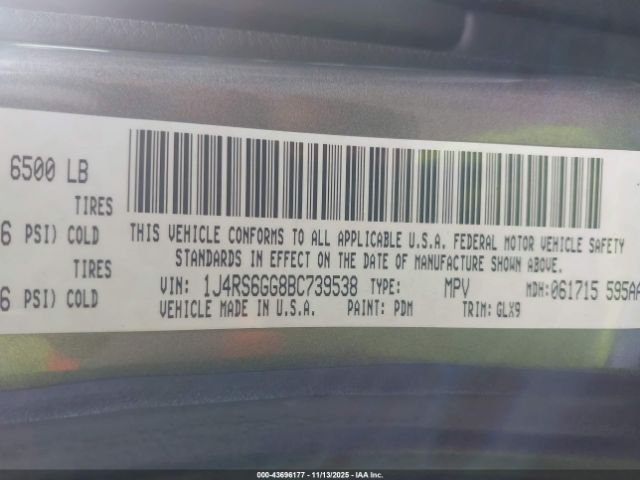 6500 LB
TIRES
6 PSI) COLD
TIRES
6 PSI) COLD
THIS VEHICLE CONFORMS TO ALL APPLICABLE U.S.A. FEDERAL MOTOR VEHICLE SAFETY
STANDARDS IN EFFECT ON THE DATE OF MANUFACTURE SHOWN ABOVE.
VIN: 1J4RS6GG8BC739538 TYPE: MPV MDH: 061715 595AA
VEHICLE MADE IN U.S.A. PAINT: PDM TRIM: GLX9
000-43696177 - 11/13/2025 - IAA Inc.